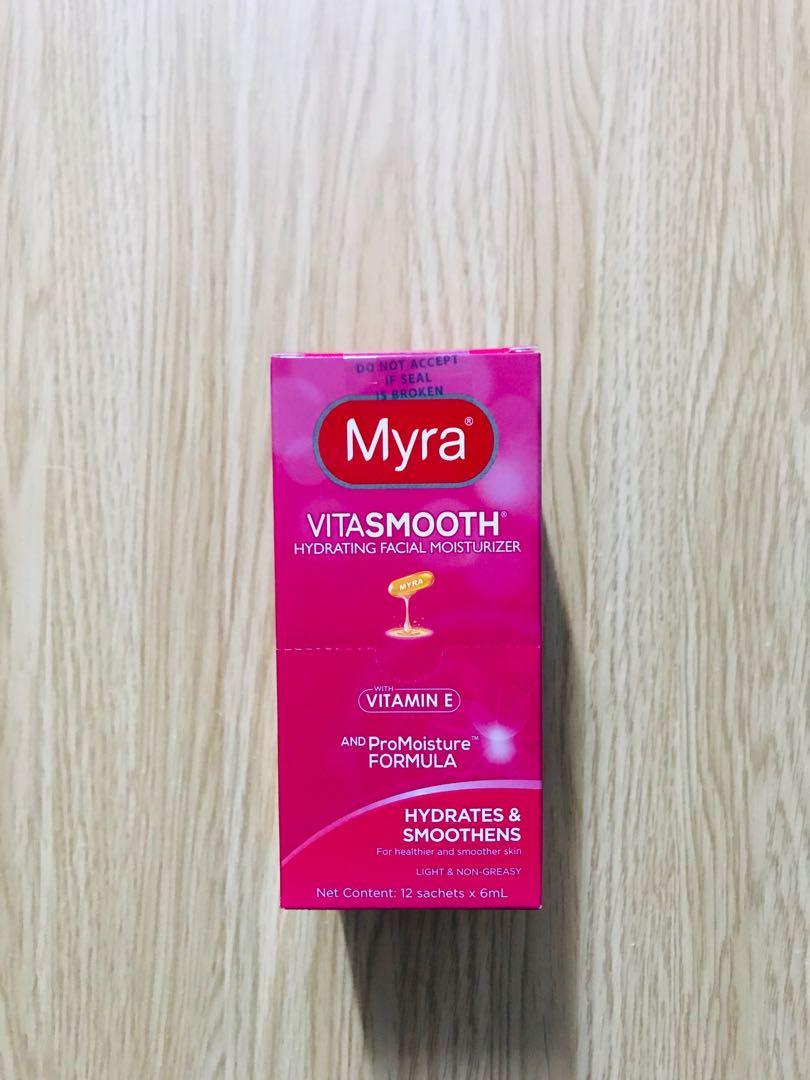 DO NOT ACCEPT
IF SEAL
IS BROKEN
Myra®
VITASMOOTH®
HYDRATING FACIAL MOISTURIZER
MYRA
WITH
VITAMIN E
AND ProMoisture™
FORMULA
HYDRATES &
SMOOTHENS
For healthier and smoother skin
LIGHT & NON-GREASY
Net Content: 12 sachets x 6mL